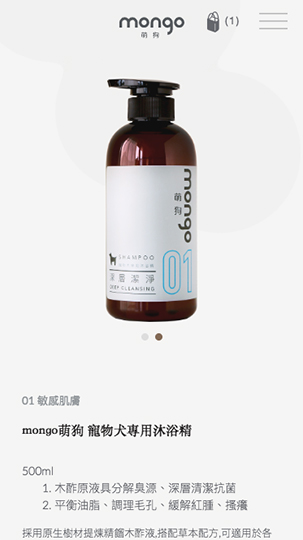 mongo
萌狗
(1)
mongo
萌狗
01
SHAMPOO
深層潔淨
DEEP CLEANSING
01 敏感肌膚
mongo萌狗 寵物犬專用沐浴精
500ml
1. 木酢原液具分解臭源、深層清潔抗菌
2. 平衡油脂、調理毛孔、緩解紅腫、搔癢
採用原生樹材提煉精餾木酢液,搭配草本配方,可適用於各